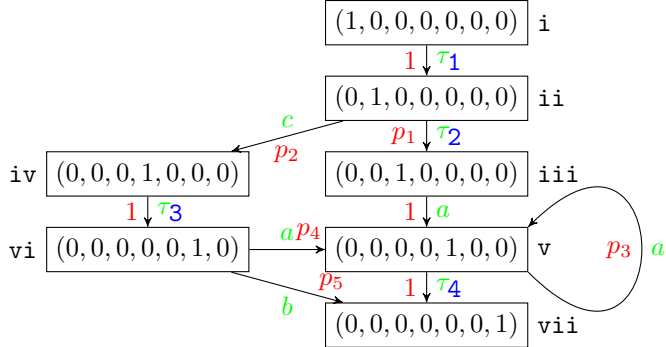 (1, 0, 0, 0, 0, 0, 0) i
1 τ1
(0, 1, 0, 0, 0, 0, 0) ii
c
p₂
p₁ τ2
iv (0, 0, 0, 1, 0, 0, 0)
(0, 0, 1, 0, 0, 0, 0) iii
1 τ3
1 a
vi (0, 0, 0, 0, 0, 1, 0)
a p₄
(0, 0, 0, 0, 1, 0, 0) v
p₃ a
p₅
b
1 τ4
(0, 0, 0, 0, 0, 0, 1) vii